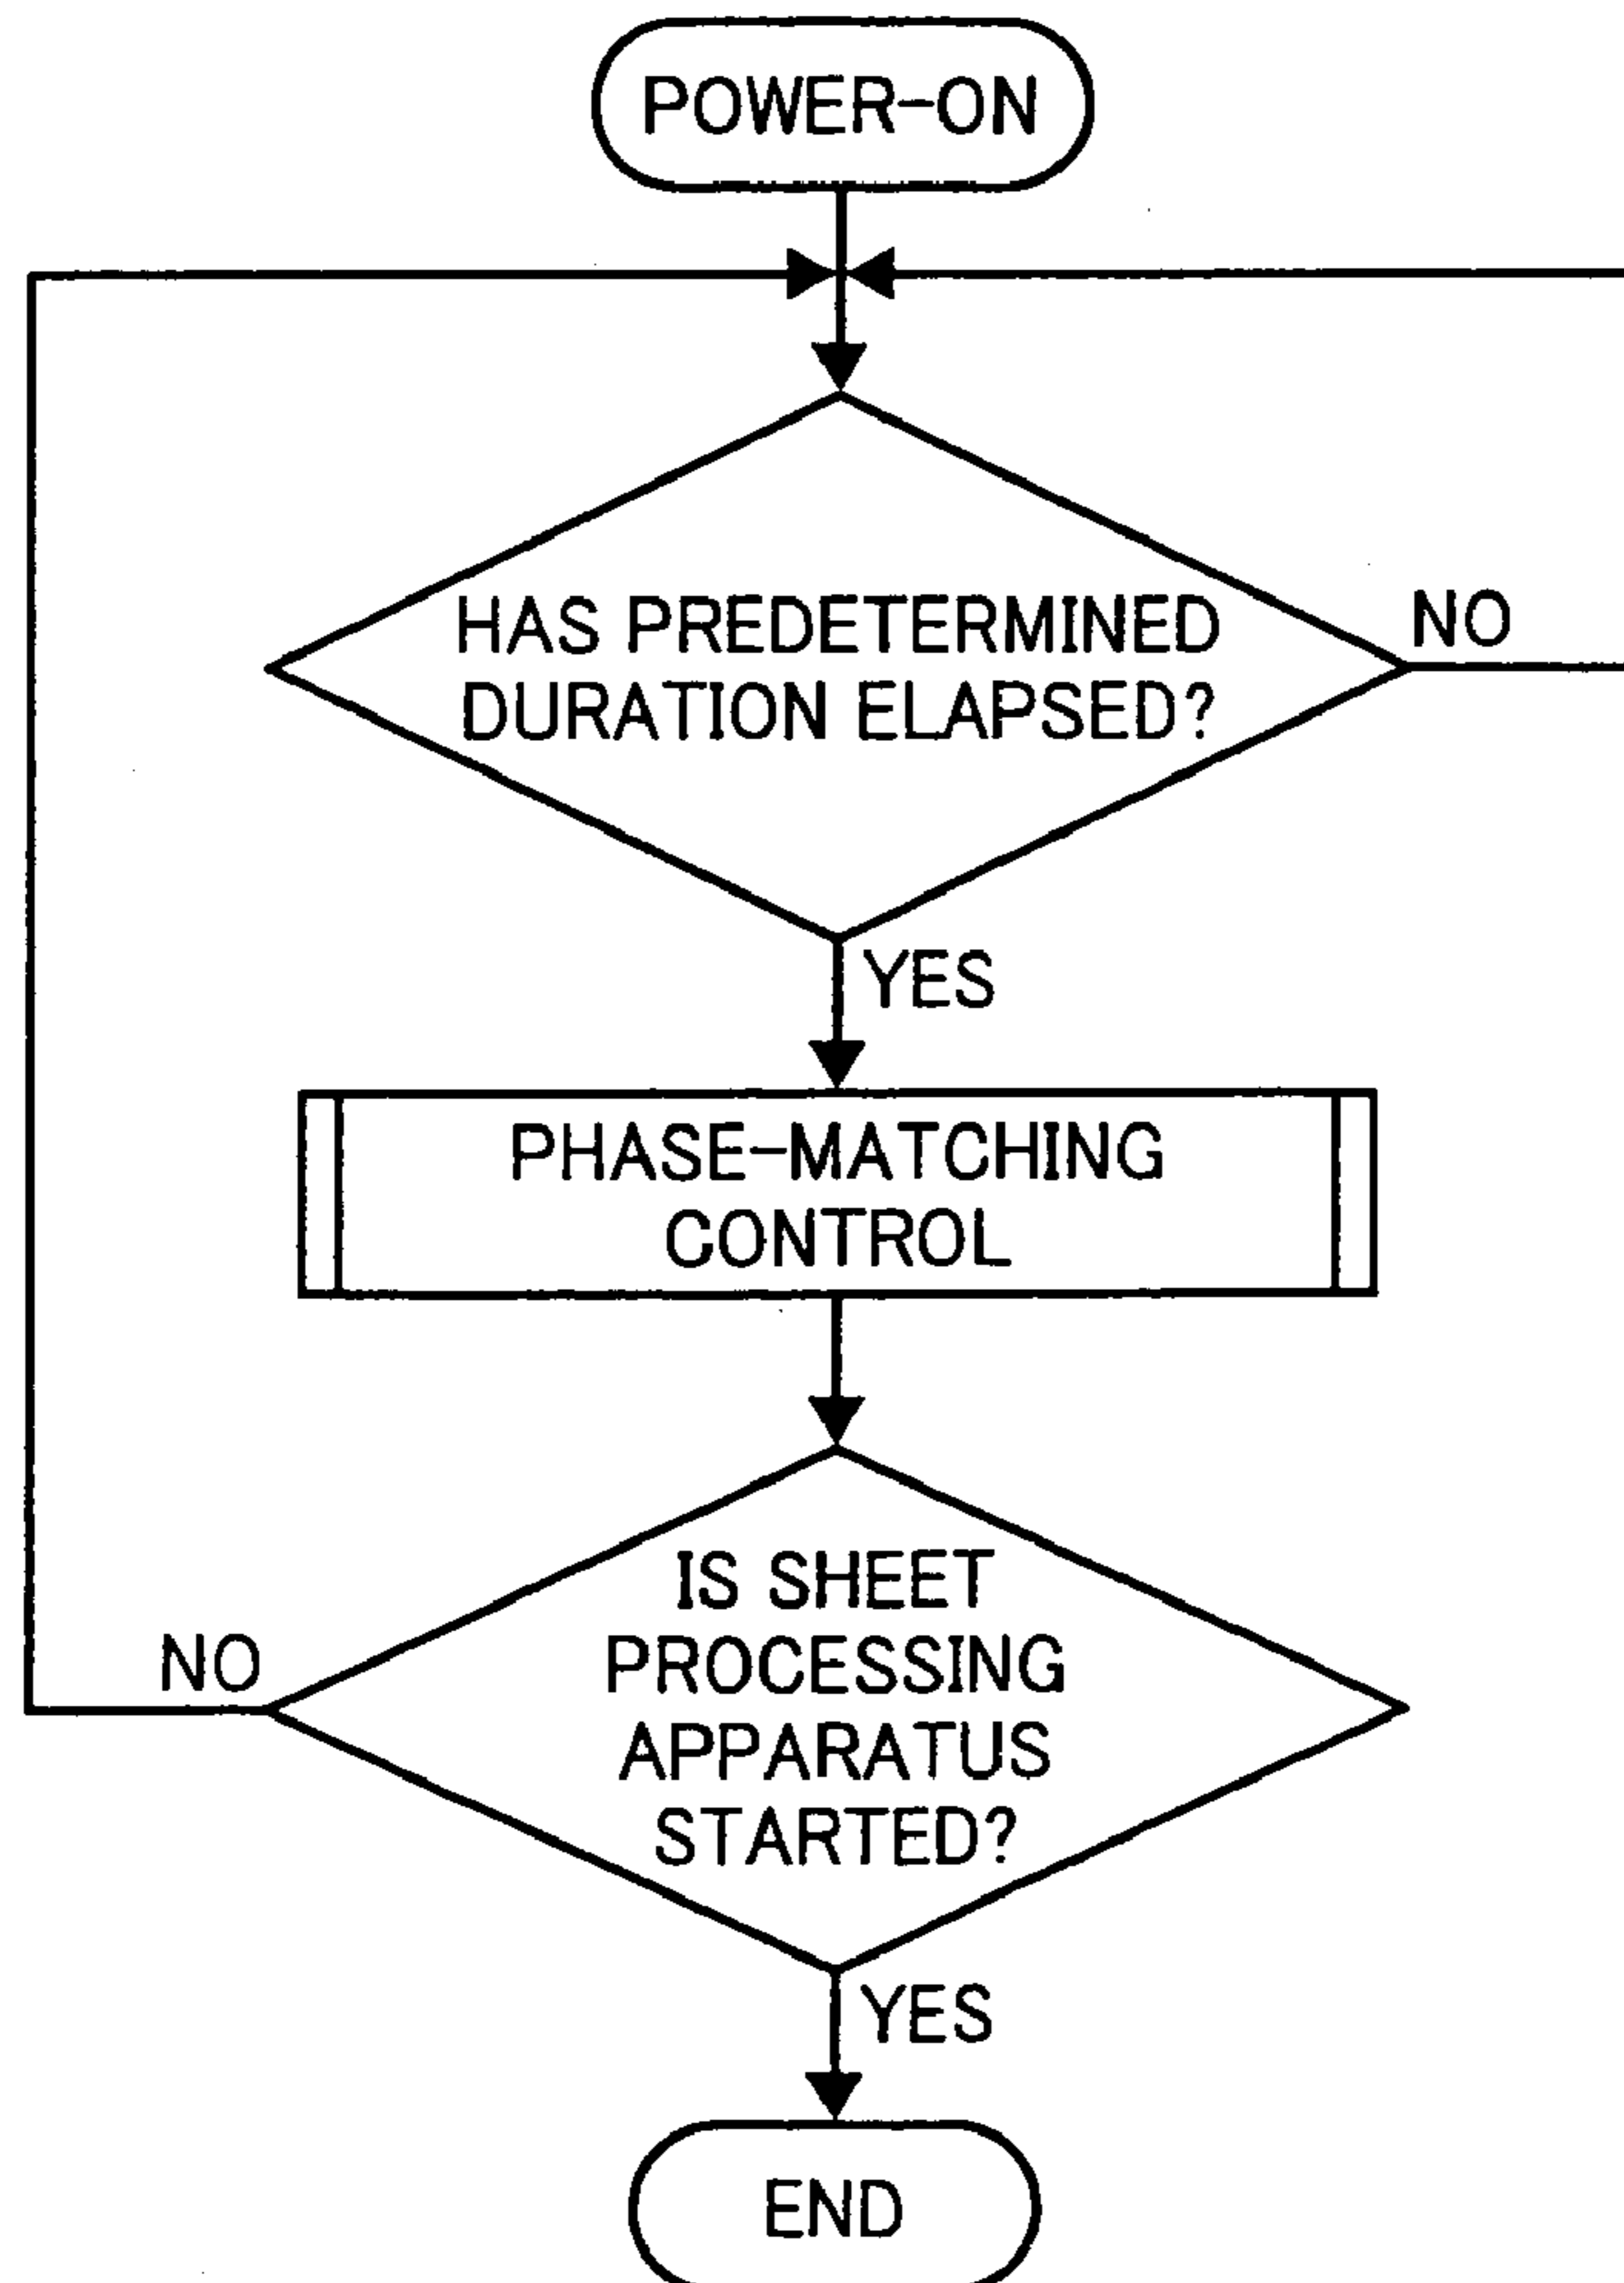 POWER-ON
HAS PREDETERMINED
DURATION ELAPSED?
NO
YES
PHASE-MATCHING
CONTROL
IS SHEET
PROCESSING
APPARATUS
STARTED?
NO
YES
END